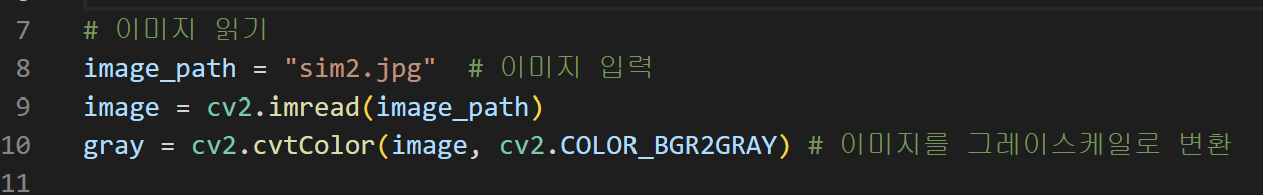 7 # 이미지 읽기
8 image_path = "sim2.jpg"  # 이미지 입력
9 image = cv2.imread(image_path)
10 gray = cv2.cvtColor(image, cv2.COLOR_BGR2GRAY) # 이미지를 그레이스케일로 변환
11